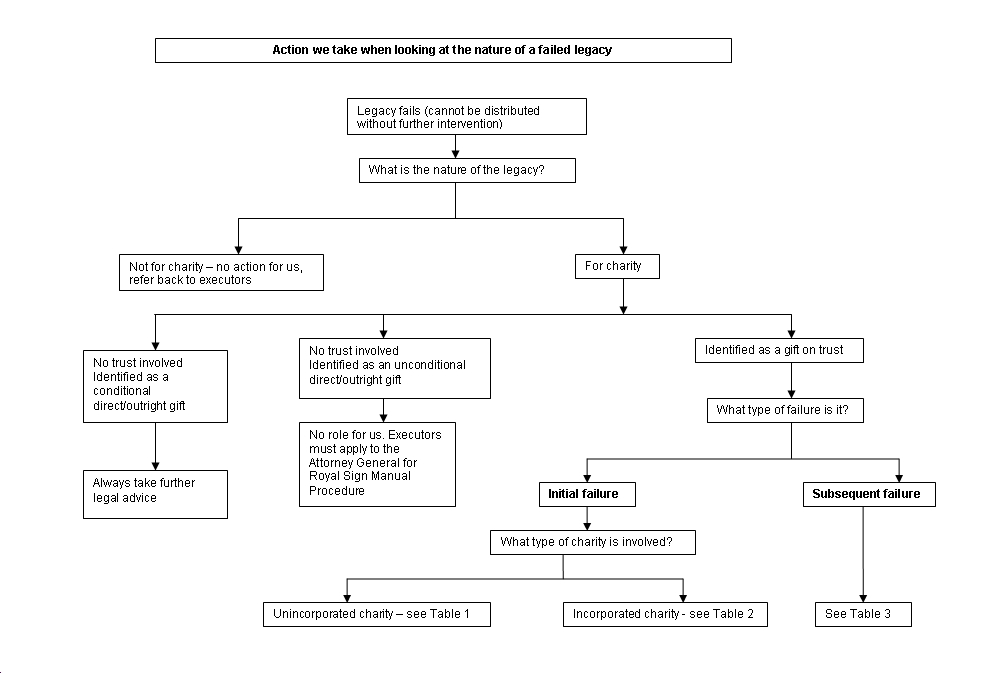 Action we take when looking at the nature of a failed legacy
Legacy fails (cannot be distributed
without further intervention)
What is the nature of the legacy?
Not for charity – no action for us,
refer back to executors
For charity
No trust involved
Identified as a
conditional
direct/outright gift
No trust involved
Identified as an unconditional
direct/outright gift
Identified as a gift on trust
What type of failure is it?
No role for us. Executors
must apply to the
Attorney General for
Royal Sign Manual
Procedure
Always take further
legal advice
Initial failure
Subsequent failure
What type of charity is involved?
Unincorporated charity – see Table 1
Incorporated charity - see Table 2
See Table 3